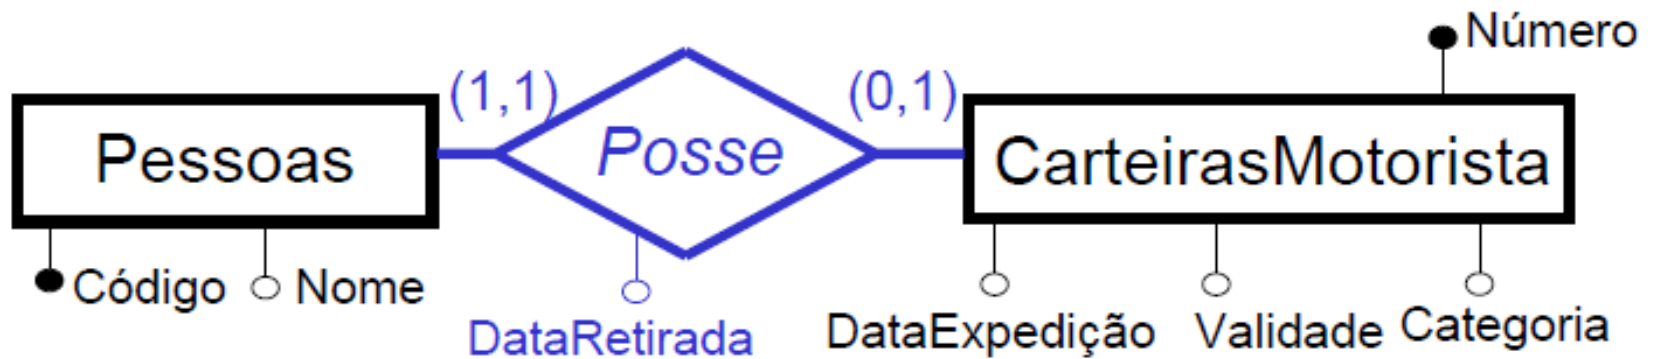 Número
(1,1)
(0,1)
Pessoas
Posse
CarteirasMotorista
Código
Nome
DataRetirada
DataExpedição
Validade
Categoria